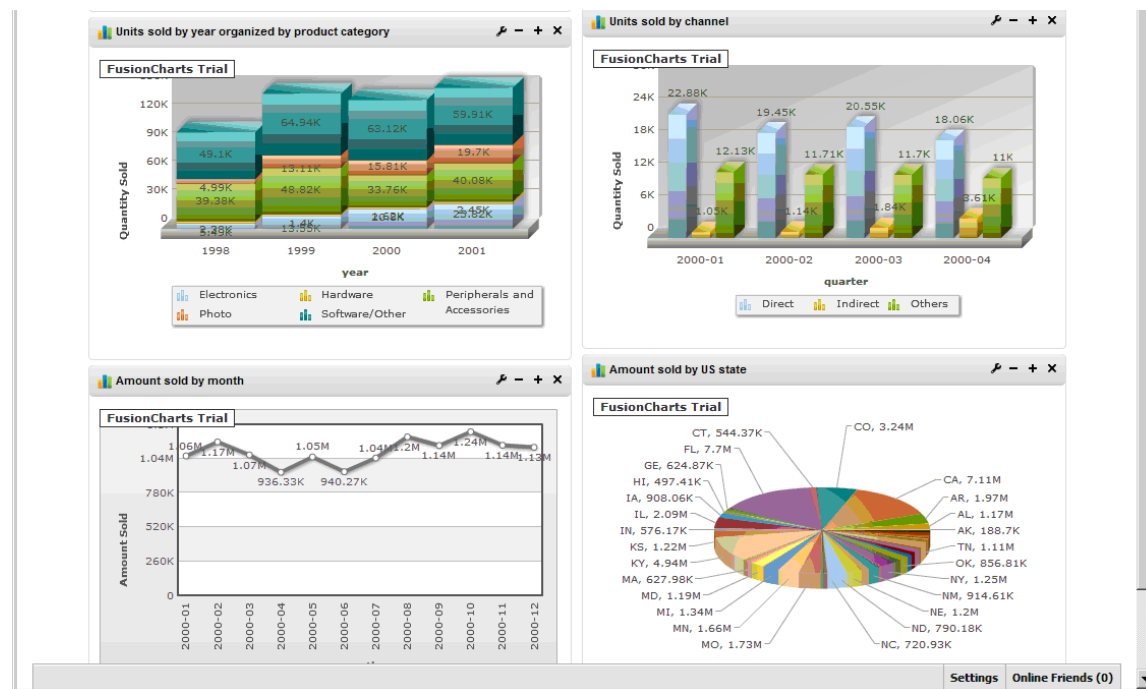 Units sold by year organized by product category
FusionCharts Trial
120K
90K
60K
30K
0
Quantity Sold
49.1K
4.99K
39.38K
64.94K
13.11K
48.82K
1.4K
13.55K
63.12K
15.81K
33.76K
59.91K
19.7K
40.08K
2.45K
23.82K
1998
1999
2000
2001
year
Electronics
Hardware
Peripherals and
Accessories
Photo
Software/Other
Units sold by channel
FusionCharts Trial
24K
18K
12K
6K
0
Quantity Sold
22.88K
1.05K
12.13K
19.45K
1.14K
11.71K
20.55K
1.84K
11.7K
18.06K
3.61K
11K
2000-01
2000-02
2000-03
2000-04
quarter
Direct
Indirect
Others
Amount sold by month
FusionCharts Trial
1.04M
780K
520K
260K
0
Amount Sold
1.06M
1.17M
1.07M
936.33K
1.05M
940.27K
1.04M
1.2M
1.14M
1.24M
1.14M
1.13M
2000-01
2000-02
2000-03
2000-04
2000-05
2000-06
2000-07
2000-08
2000-09
2000-10
2000-11
2000-12
Amount sold by US state
FusionCharts Trial
CT, 544.37K
CO, 3.24M
FL, 7.7M
GE, 624.87K
CA, 7.11M
HI, 497.41K
AR, 1.97M
IA, 908.06K
AL, 1.17M
IL, 2.09M
AK, 188.7K
IN, 576.17K
TN, 1.11M
KS, 1.22M
OK, 856.81K
KY, 4.94M
NY, 1.25M
MA, 627.98K
NM, 914.61K
MD, 1.19M
NE, 1.2M
MI, 1.34M
ND, 790.18K
MN, 1.66M
NC, 720.93K
MO, 1.73M
Settings
Online Friends (0)